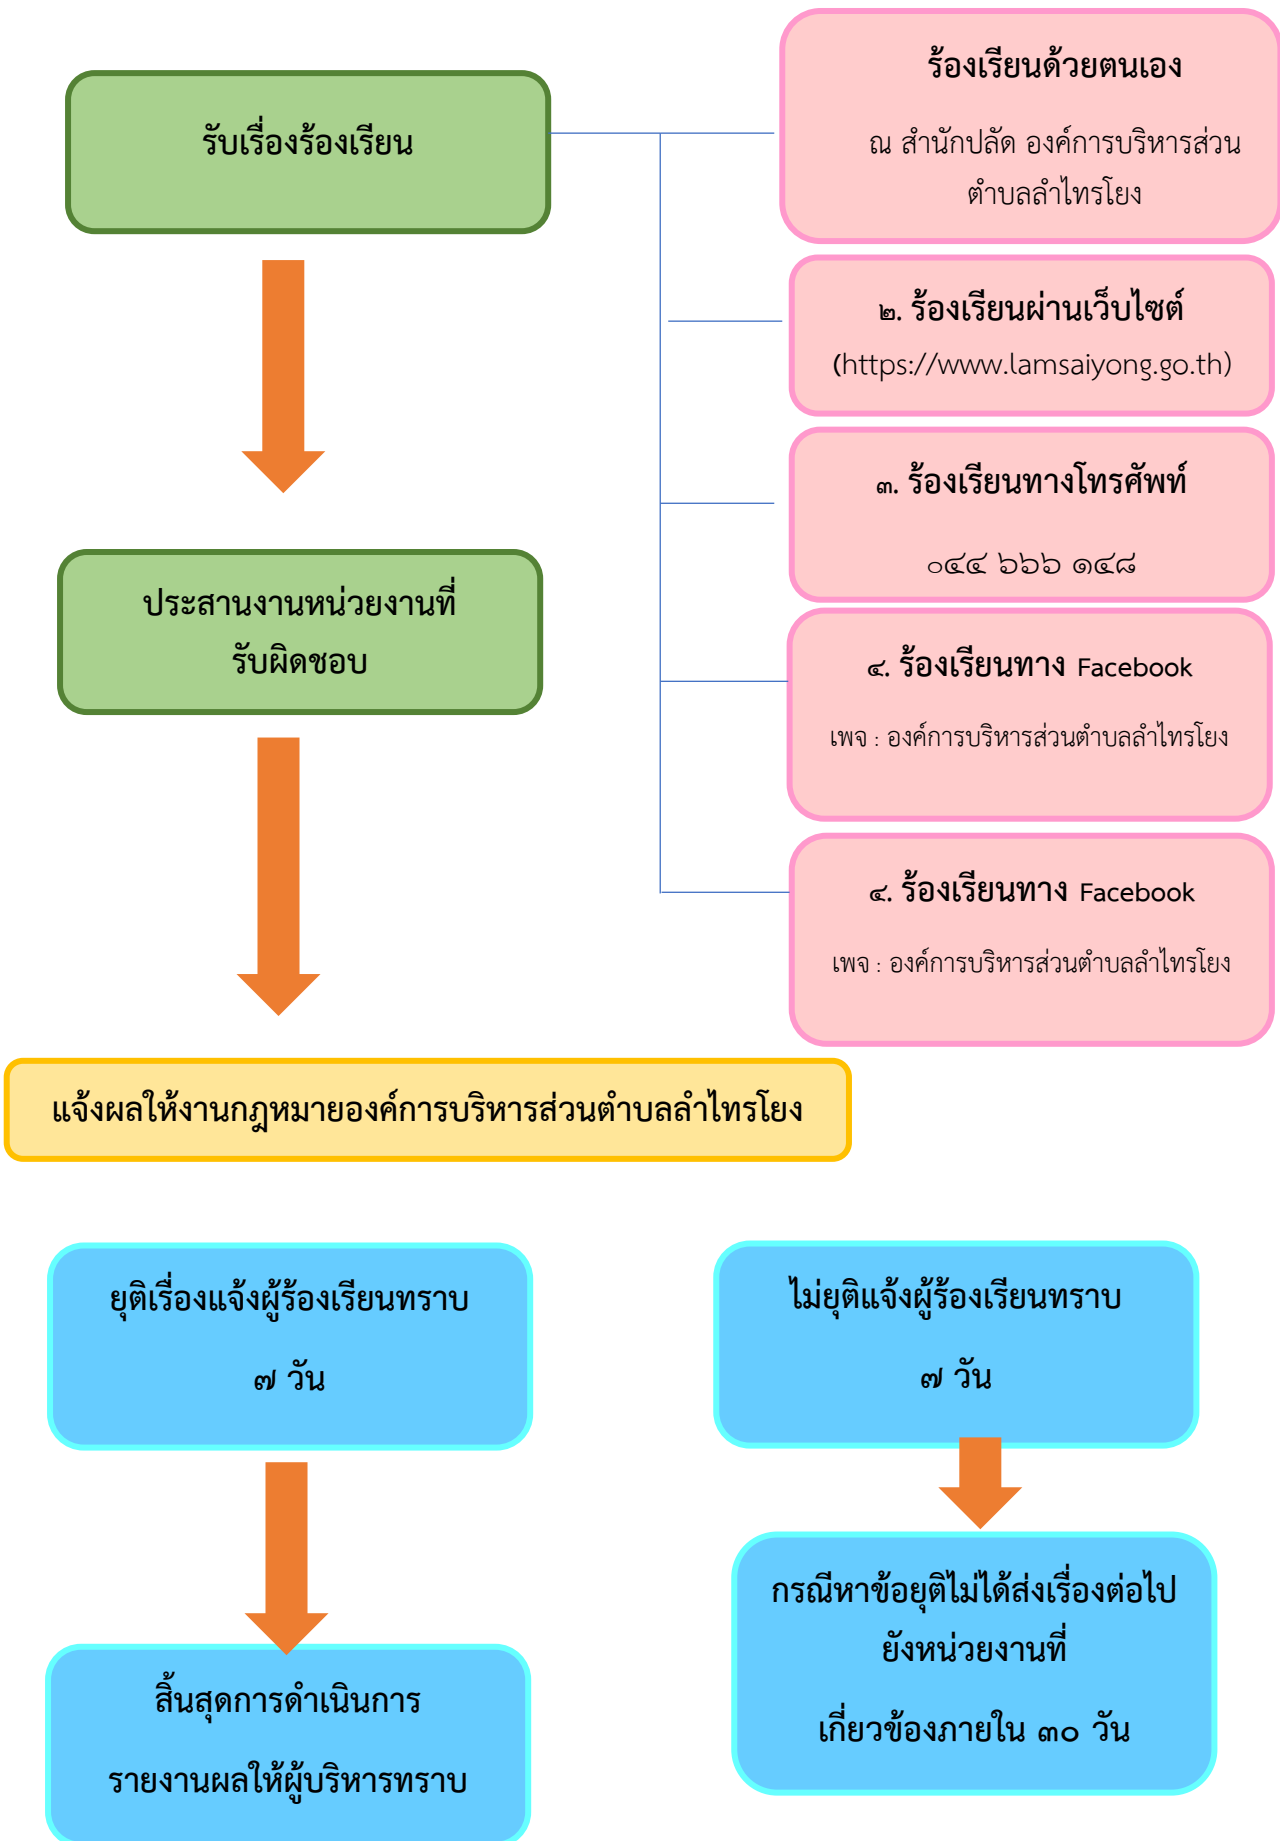 รับเรื่องร้องเรียน
ร้องเรียนด้วยตนเอง
ณ สำนักปลัด องค์การบริหารส่วน
ตำบลลำไทรโยง
๒. ร้องเรียนผ่านเว็บไซต์
(https://www.lamsaiyong.go.th)
๓. ร้องเรียนทางโทรศัพท์
๐๔๔ ๖๖๖ ๑๔๘
ประสานงานหน่วยงานที่
รับผิดชอบ
๔. ร้องเรียนทาง Facebook
เพจ : องค์การบริหารส่วนตำบลลำไทรโยง
๔. ร้องเรียนทาง Facebook
เพจ : องค์การบริหารส่วนตำบลลำไทรโยง
แจ้งผลให้งานกฎหมายองค์การบริหารส่วนตำบลลำไทรโยง
ยุติเรื่องแจ้งผู้ร้องเรียนทราบ
๗ วัน
ไม่ยุติแจ้งผู้ร้องเรียนทราบ
๗ วัน
กรณีหาข้อยุติไม่ได้ส่งเรื่องต่อไป
ยังหน่วยงานที่
เกี่ยวข้องภายใน ๓๐ วัน
สิ้นสุดการดำเนินการ
รายงานผลให้ผู้บริหารทราบ